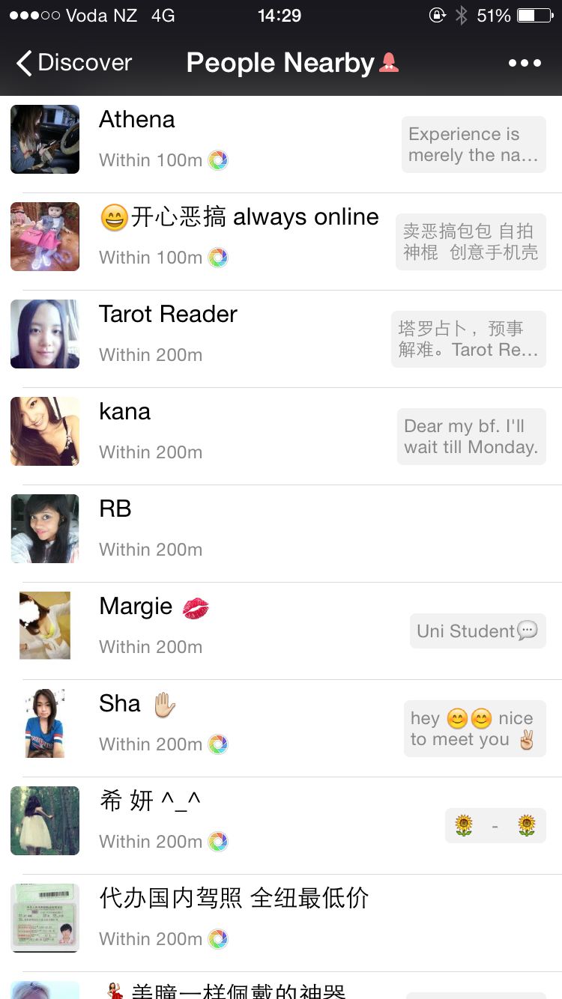 Voda NZ 4G 14:29 51%
Discover People Nearby
Athena
Within 100m
Experience is
merely the na…
😄开心恶搞 always online
Within 100m
卖恶搞包包 自拍
神棍 创意手机壳
Tarot Reader
Within 200m
塔罗占卜，预事
解难。Tarot Re…
kana
Within 200m
Dear my bf. I'll
wait till Monday.
RB
Within 200m
Margie 💋
Within 200m
Uni Student💬
Sha ✋
Within 200m
hey 😊😊 nice
to meet you ✌
希 妍 ^_^
Within 200m
🌻 - 🌻
代办国内驾照 全纽最低价
Within 200m
💃美瞳一样佩戴的神器